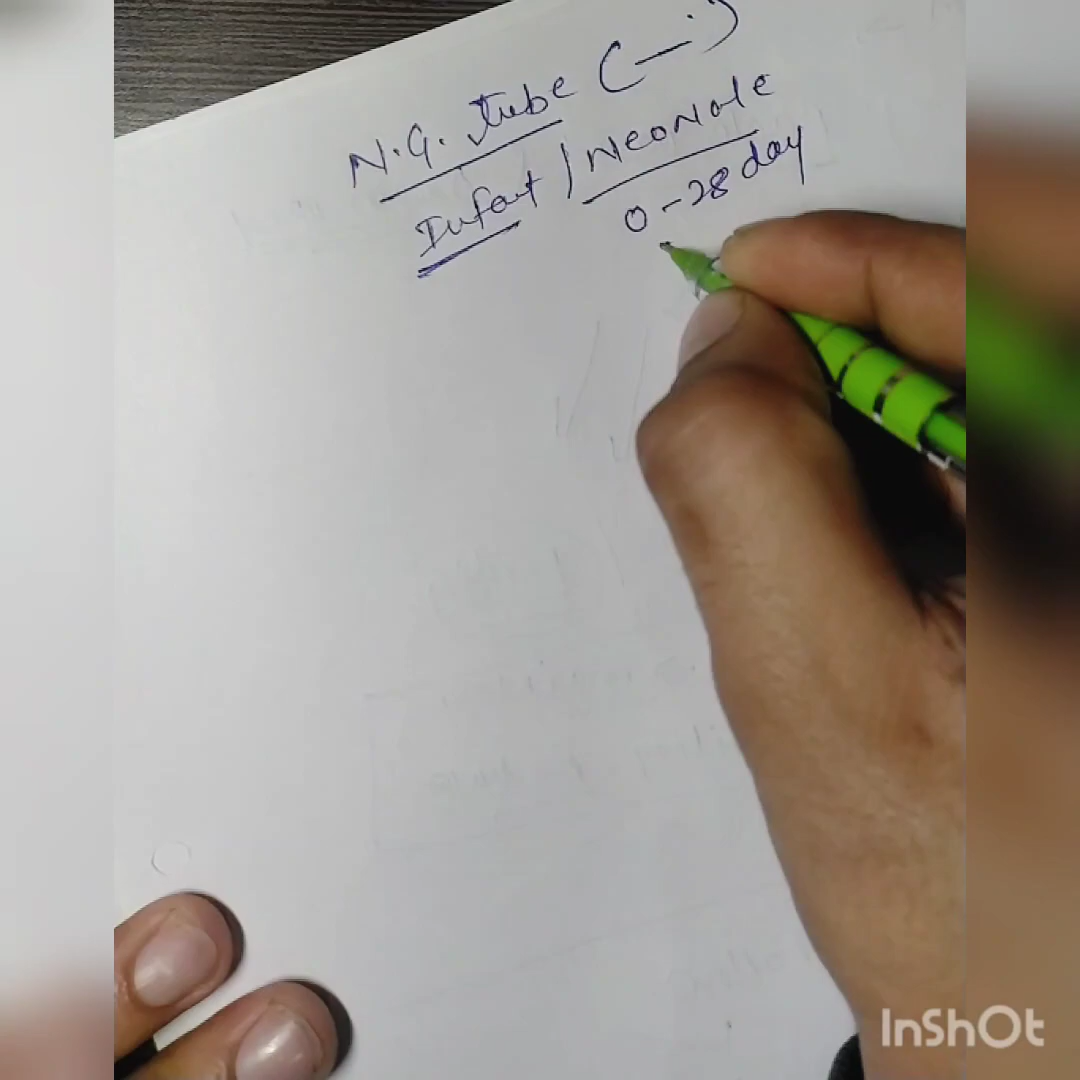 N.G. tube (—·)
Infant / NeoNate
0-28 day
InShOt